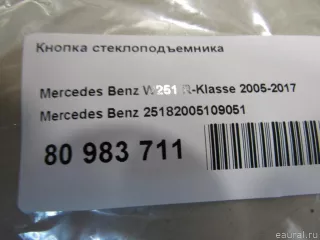 Кнопка стеклоподъемника
Mercedes Benz W251 R-Klasse 2005-2017
Mercedes Benz 25182005109051
80 983 711
eaural.ru